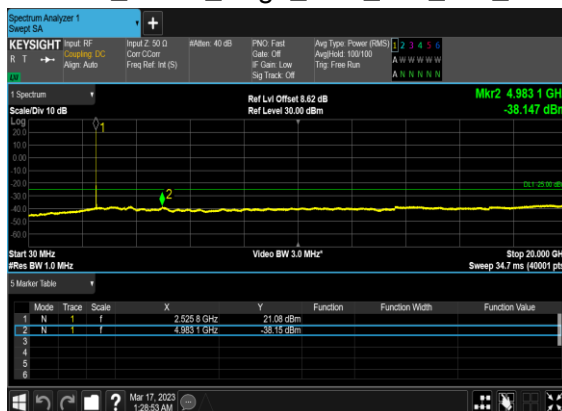 Spectrum Analyzer 1
Swept SA
KEYSIGHT Input: RF Input Z: 50 Ω #Atten: 40 dB PNO: Fast Avg Type: Power (RMS) 1 2 3 4 5 6
R T Coupling: DC Corr CCorr Gate: Off Avg|Hold: 100/100 A W W W W W
Align: Auto Freq Ref: Int (S) IF Gain: Low Trig: Free Run
Sig Track: Off A N N N N N
1 Spectrum Ref Lvl Offset 8.62 dB Mkr2 4.983 1 GH
Scale/Div 10 dB Ref Level 30.00 dBm -38.147 dBm
Log
20.0
10.0
0.00
-10.0
-20.0
-30.0
-40.0
-50.0
-60.0
1
2
DL1 -25.00 dB
Start 30 MHz Video BW 3.0 MHz* Stop 20.000 GH
#Res BW 1.0 MHz Sweep 34.7 ms (40001 pts
5 Marker Table
Mode Trace Scale X Y Function Function Width Function Value
1 N 1 f 2.525 8 GHz 21.08 dBm
2 N 1 f 4.983 1 GHz -38.15 dBm
3
4
5
6
? Mar 17, 2023
1:28:53 AM